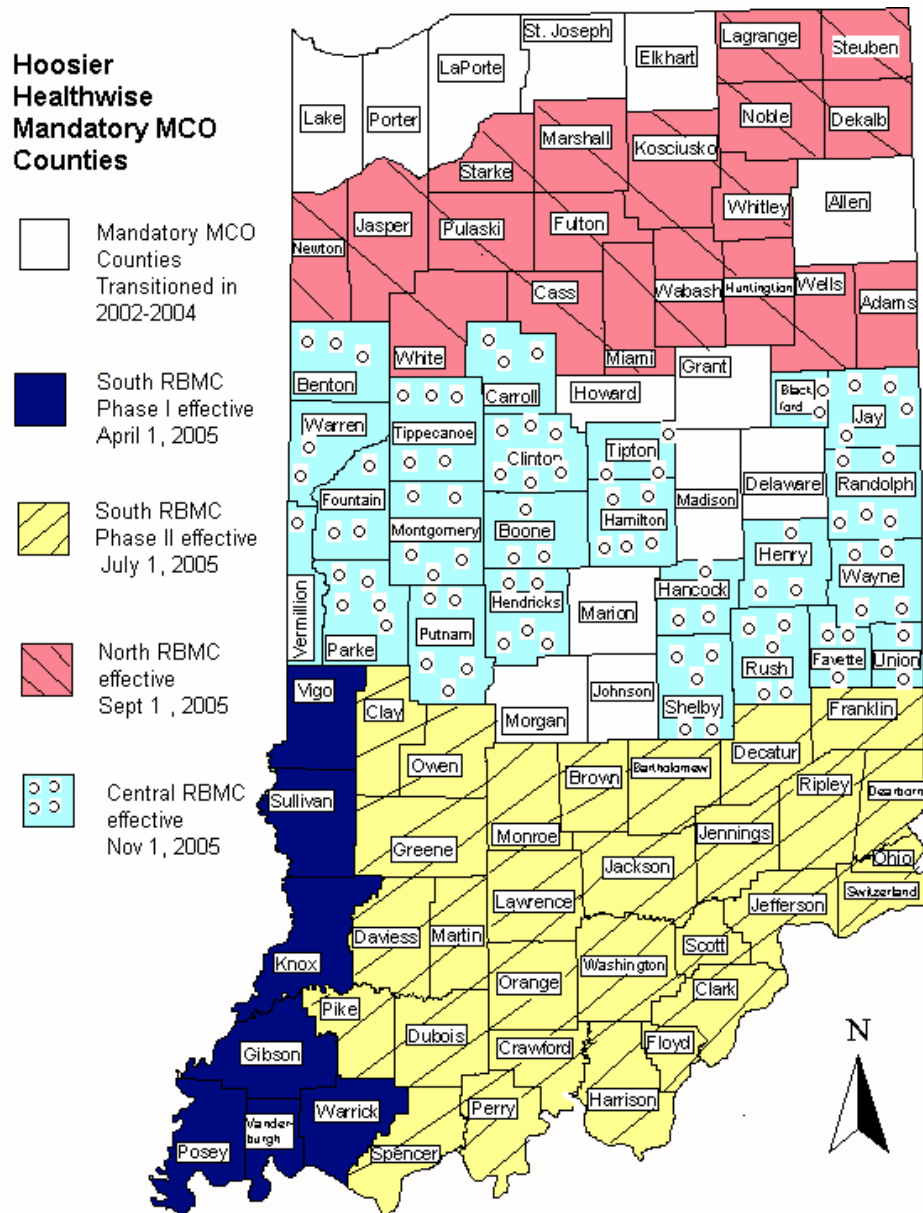 Hoosier
Healthwise
Mandatory MCO
Counties
Mandatory MCO
Counties
Transitioned in
2002-2004
South RBMC
Phase I effective
April 1, 2005
South RBMC
Phase II effective
July 1, 2005
North RBMC
effective
Sept 1 , 2005
Central RBMC
effective
Nov 1, 2005
St. Joseph
Lagrange
Steuben
LaPorte
Elkhart
Lake
Porter
Noble
Dekalb
Marshall
Kosciusko
Starke
Whitley
Allen
Jasper
Pulaski
Fulton
Newton
Cass
Wabash
Huntington
Wells
Adams
White
Miami
Grant
Benton
Carroll
Howard
Black
ford
Jay
Warren
Tippecanoe
Clinton
Tipton
Fountain
Madison
Delaware
Randolph
Montgomery
Boone
Hamilton
Henry
Wayne
Vermillion
Parke
Putnam
Hendricks
Marion
Hancock
Rush
Fayette
Union
Vigo
Clay
Morgan
Johnson
Shelby
Franklin
Owen
Brown
Bartholomew
Decatur
Ripley
Dearborn
Sullivan
Greene
Monroe
Jackson
Jennings
Ohio
Lawrence
Jefferson
Switzerland
Knox
Daviess
Martin
Washington
Scott
Orange
Clark
Pike
Dubois
Crawford
Floyd
Gibson
Harrison
Warrick
Perry
Vander-
burgh
Posey
Spencer
N